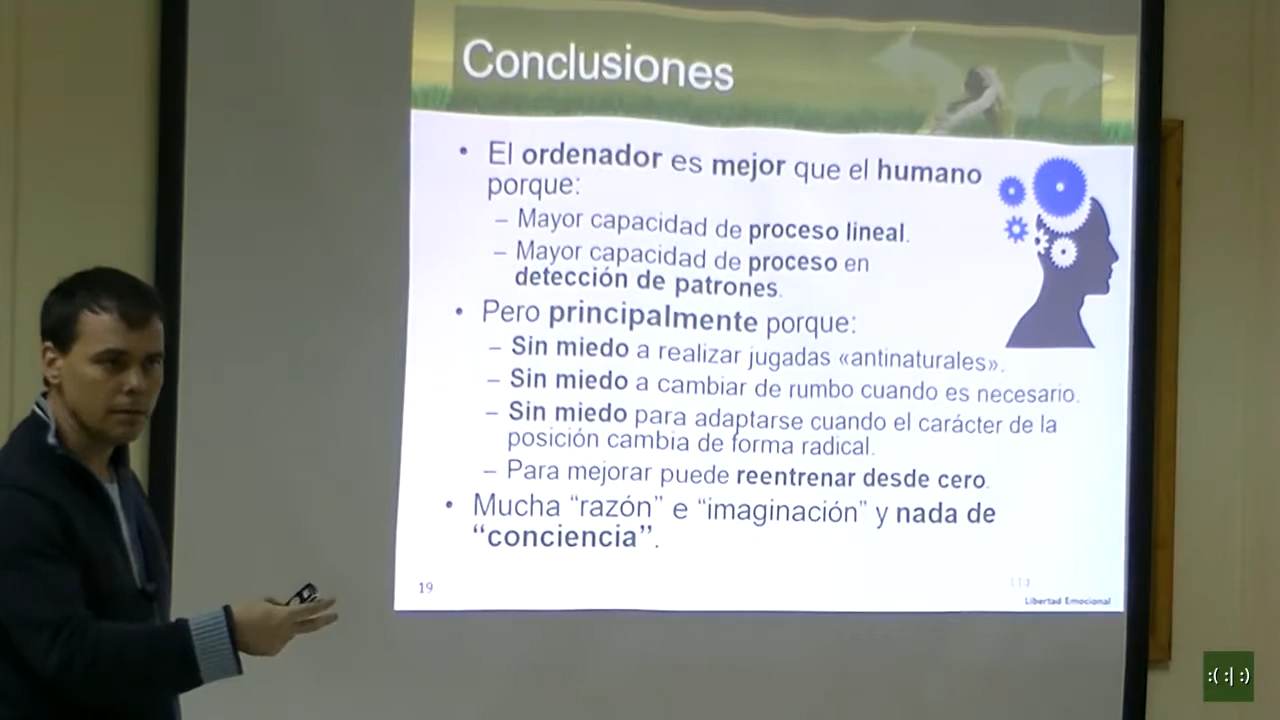 Conclusiones
• El ordenador es mejor que el humano
porque:
– Mayor capacidad de proceso lineal.
– Mayor capacidad de proceso en
detección de patrones.
• Pero principalmente porque:
– Sin miedo a realizar jugadas «antinaturales».
– Sin miedo a cambiar de rumbo cuando es necesario.
– Sin miedo para adaptarse cuando el carácter de la
posición cambia de forma radical.
– Para mejorar puede reentrenar desde cero.
• Mucha “razón” e “imaginación” y nada de
“conciencia”.
19
Libertad Emocional
:( :| :)